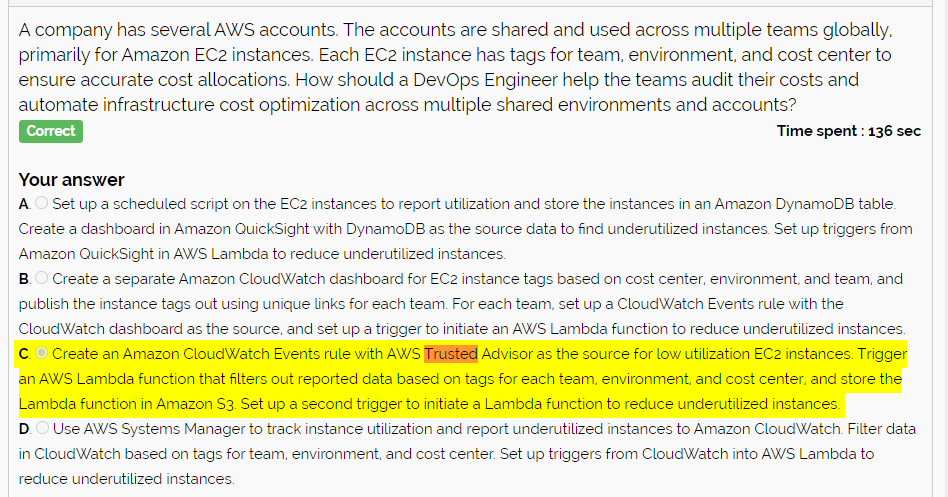 A company has several AWS accounts. The accounts are shared and used across multiple teams globally,
primarily for Amazon EC2 instances. Each EC2 instance has tags for team, environment, and cost center to
ensure accurate cost allocations. How should a DevOps Engineer help the teams audit their costs and
automate infrastructure cost optimization across multiple shared environments and accounts?
Correct Time spent : 136 sec
Your answer
A. Set up a scheduled script on the EC2 instances to report utilization and store the instances in an Amazon DynamoDB table.
Create a dashboard in Amazon QuickSight with DynamoDB as the source data to find underutilized instances. Set up triggers from
Amazon QuickSight in AWS Lambda to reduce underutilized instances.
B. Create a separate Amazon CloudWatch dashboard for EC2 instance tags based on cost center, environment, and team, and
publish the instance tags out using unique links for each team. For each team, set up a CloudWatch Events rule with the
CloudWatch dashboard as the source, and set up a trigger to initiate an AWS Lambda function to reduce underutilized instances.
C. Create an Amazon CloudWatch Events rule with AWS Trusted Advisor as the source for low utilization EC2 instances. Trigger
an AWS Lambda function that filters out reported data based on tags for each team, environment, and cost center, and store the
Lambda function in Amazon S3. Set up a second trigger to initiate a Lambda function to reduce underutilized instances.
D. Use AWS Systems Manager to track instance utilization and report underutilized instances to Amazon CloudWatch. Filter data
in CloudWatch based on tags for team, environment, and cost center. Set up triggers from CloudWatch into AWS Lambda to
reduce underutilized instances.